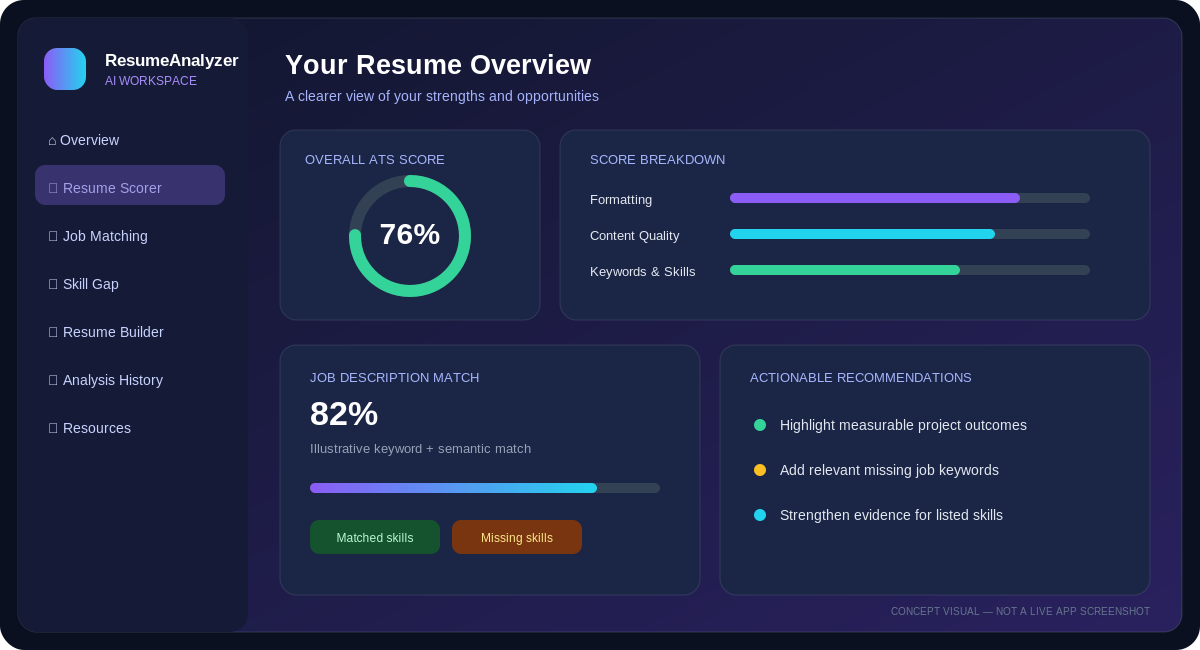 ResumeAnalyzer
AI WORKSPACE
⌂ Overview
Resume Scorer
Job Matching
Skill Gap
Resume Builder
Analysis History
Resources
Your Resume Overview
A clearer view of your strengths and opportunities
OVERALL ATS SCORE
76%
SCORE BREAKDOWN
Formatting
Content Quality
Keywords & Skills
JOB DESCRIPTION MATCH
82%
Illustrative keyword + semantic match
Matched skills
Missing skills
ACTIONABLE RECOMMENDATIONS
Highlight measurable project outcomes
Add relevant missing job keywords
Strengthen evidence for listed skills
CONCEPT VISUAL — NOT A LIVE APP SCREENSHOT